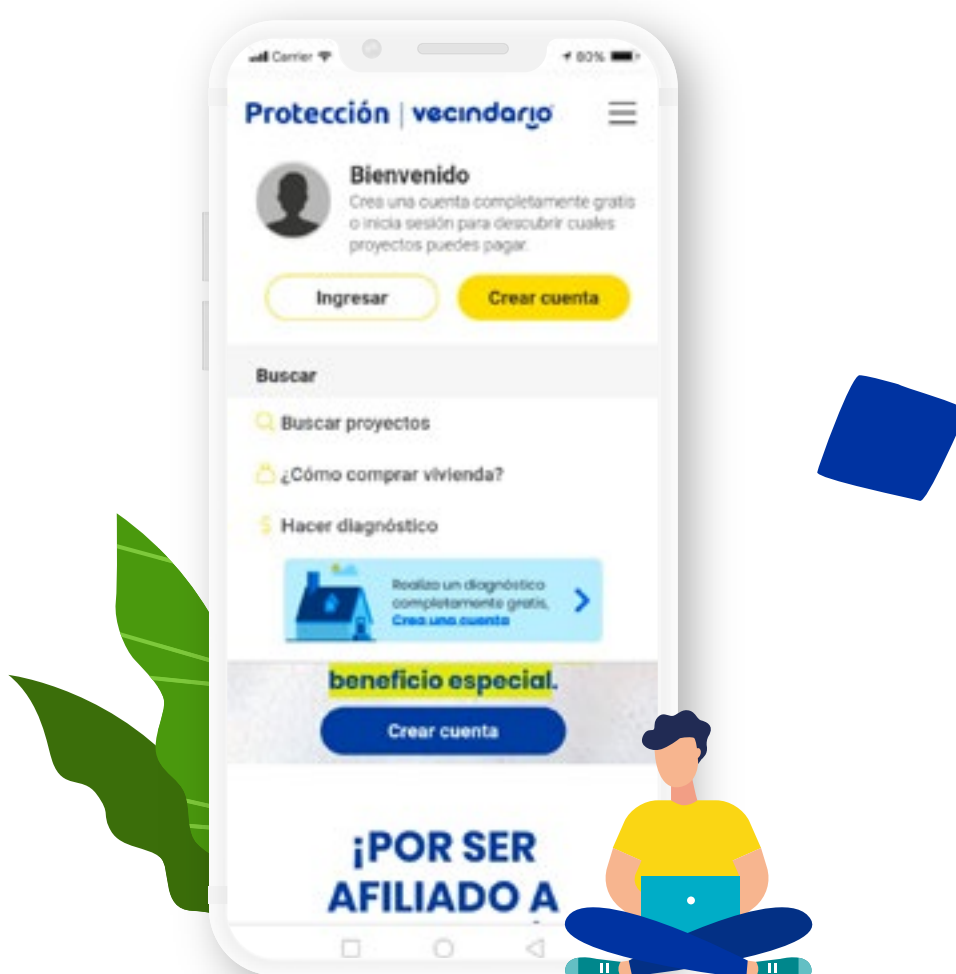 Carrier
80%
Protección | vecindario
Bienvenido
Crea una cuenta completamente gratis
o inicia sesión para descubrir cuales
proyectos puedes pagar.
Ingresar
Crear cuenta
Buscar
Buscar proyectos
¿Cómo comprar vivienda?
$ Hacer diagnóstico
Realiza un diagnóstico
completamente gratis,
Crea una cuenta
beneficio especial.
Crear cuenta
¡POR SER
AFILIADO A